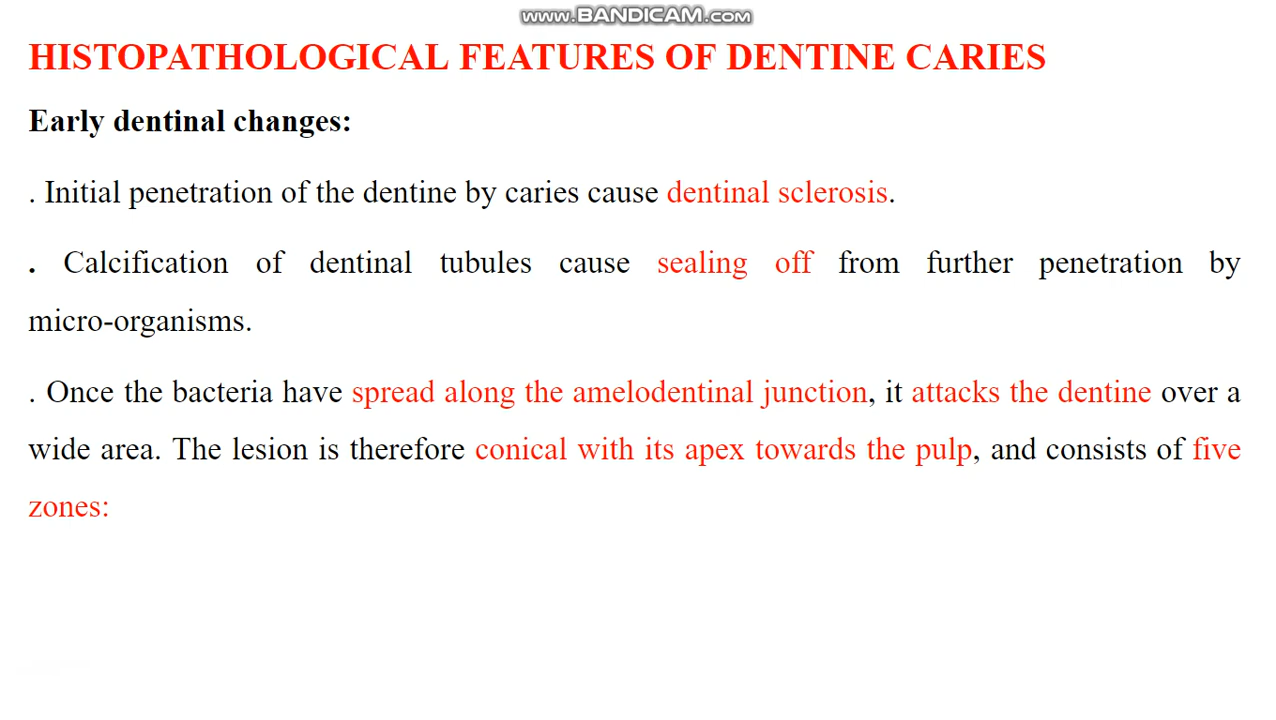 www.BANDICAM.com
HISTOPATHOLOGICAL FEATURES OF DENTINE CARIES
Early dentinal changes:
. Initial penetration of the dentine by caries cause dentinal sclerosis.
. Calcification of dentinal tubules cause sealing off from further penetration by
micro-organisms.
. Once the bacteria have spread along the amelodentinal junction, it attacks the dentine over a
wide area. The lesion is therefore conical with its apex towards the pulp, and consists of five
zones: